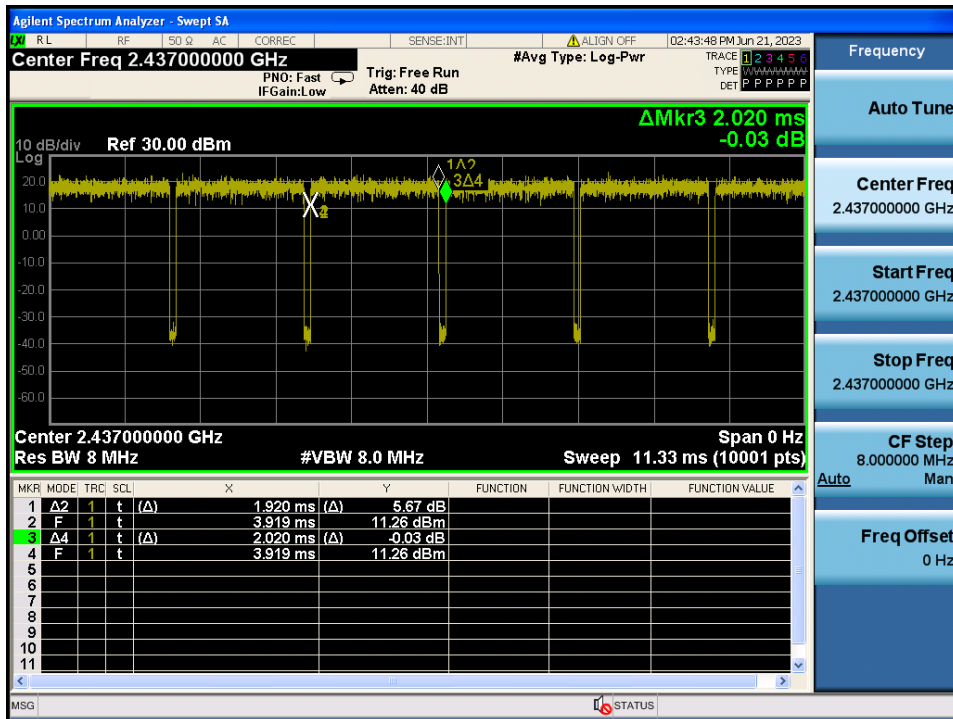 Agilent Spectrum Analyzer - Swept SA
LXI RL RF 50 Ω AC CORREC SENSE:INT ALIGN OFF 02:43:48 PM Jun 21, 2023
Center Freq 2.437000000 GHz
PNO: Fast
IFGain:Low
Trig: Free Run
Atten: 40 dB
#Avg Type: Log-Pwr
TRACE 1 2 3 4 5 6
TYPE
DET P P P P P P
ΔMkr3 2.020 ms
-0.03 dB
10 dB/div
Log
Ref 30.00 dBm
1Δ2
3Δ4
20.0
10.0
0.00
-10.0
-20.0
-30.0
-40.0
-50.0
-60.0
Center 2.437000000 GHz
Span 0 Hz
Res BW 8 MHz
#VBW 8.0 MHz
Sweep 11.33 ms (10001 pts)
MKR MODE TRC SCL X Y FUNCTION FUNCTION WIDTH FUNCTION VALUE
1 Δ2 1 t (Δ) 1.920 ms (Δ) 5.67 dB
2 F 1 t 3.919 ms 11.26 dBm
3 Δ4 1 t (Δ) 2.020 ms (Δ) -0.03 dB
4 F 1 t 3.919 ms 11.26 dBm
5
6
7
8
9
10
11
MSG
STATUS
Frequency
Auto Tune
Center Freq
2.437000000 GHz
Start Freq
2.437000000 GHz
Stop Freq
2.437000000 GHz
CF Step
8.000000 MHz
Auto Man
Freq Offset
0 Hz